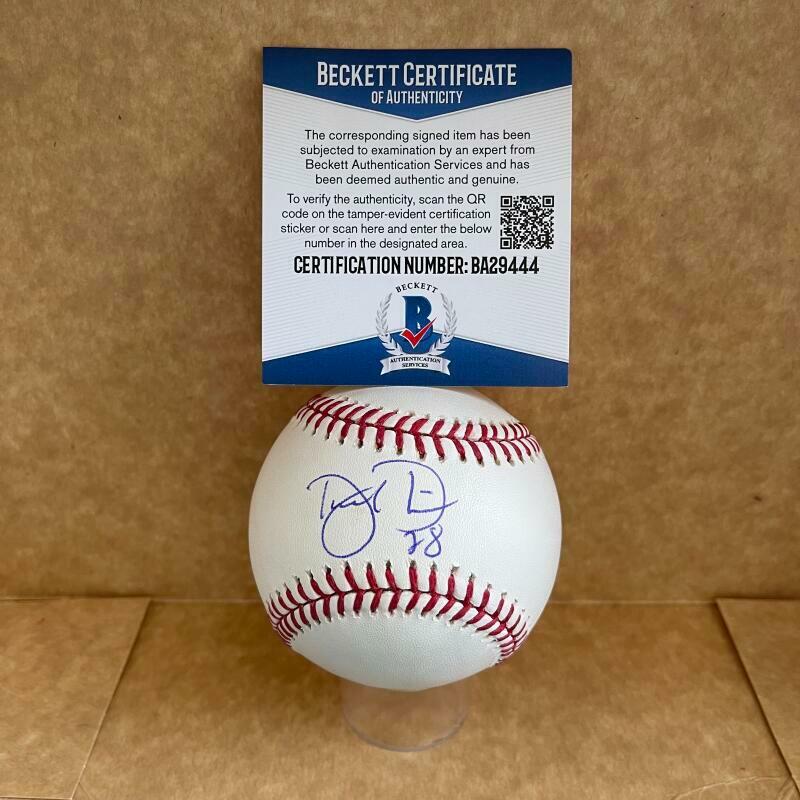 BECKETT CERTIFICATE
OF AUTHENTICITY
The corresponding signed item has been
subjected to examination by an expert from
Beckett Authentication Services and has
been deemed authentic and genuine.
To verify the authenticity, scan the QR
code on the tamper-evident certification
sticker or scan here and enter the below
number in the designated area.
CERTIFICATION NUMBER: BA29444
BECKETT
B
AUTHENTICATION
SERVICES
28